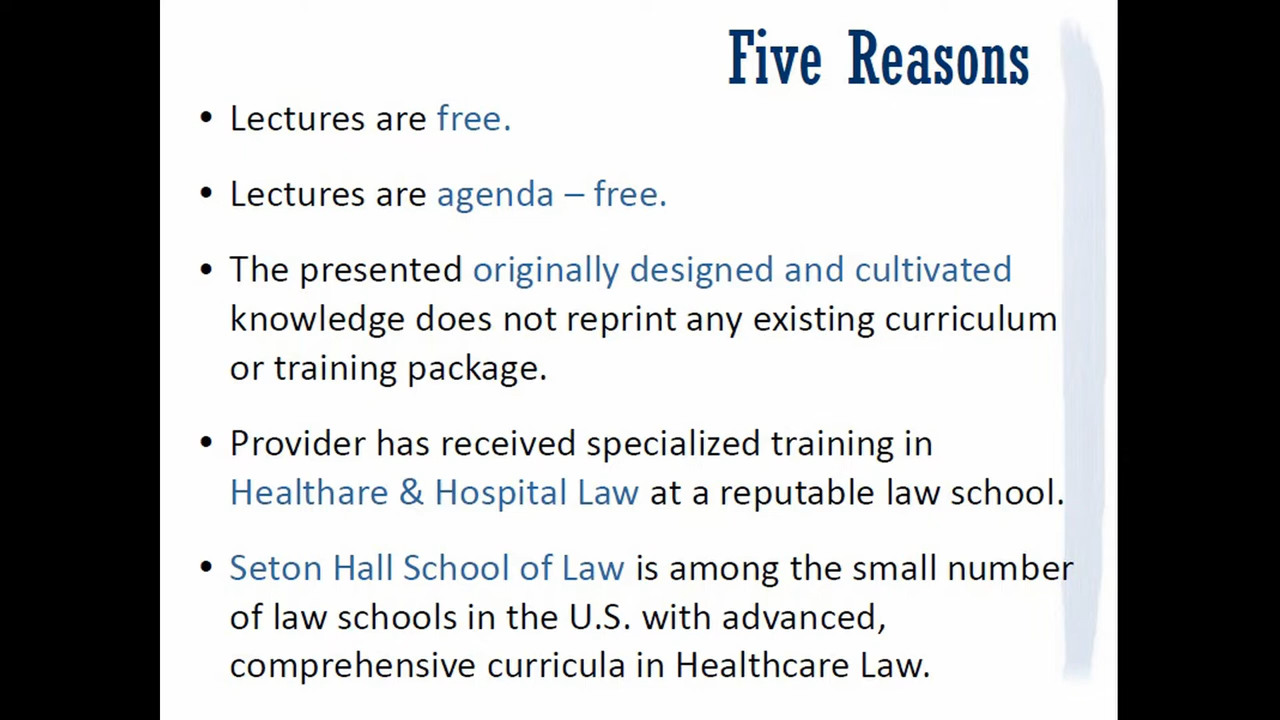 Five Reasons
• Lectures are free.
• Lectures are agenda – free.
• The presented originally designed and cultivated
knowledge does not reprint any existing curriculum
or training package.
• Provider has received specialized training in
Healthare & Hospital Law at a reputable law school.
• Seton Hall School of Law is among the small number
of law schools in the U.S. with advanced,
comprehensive curricula in Healthcare Law.